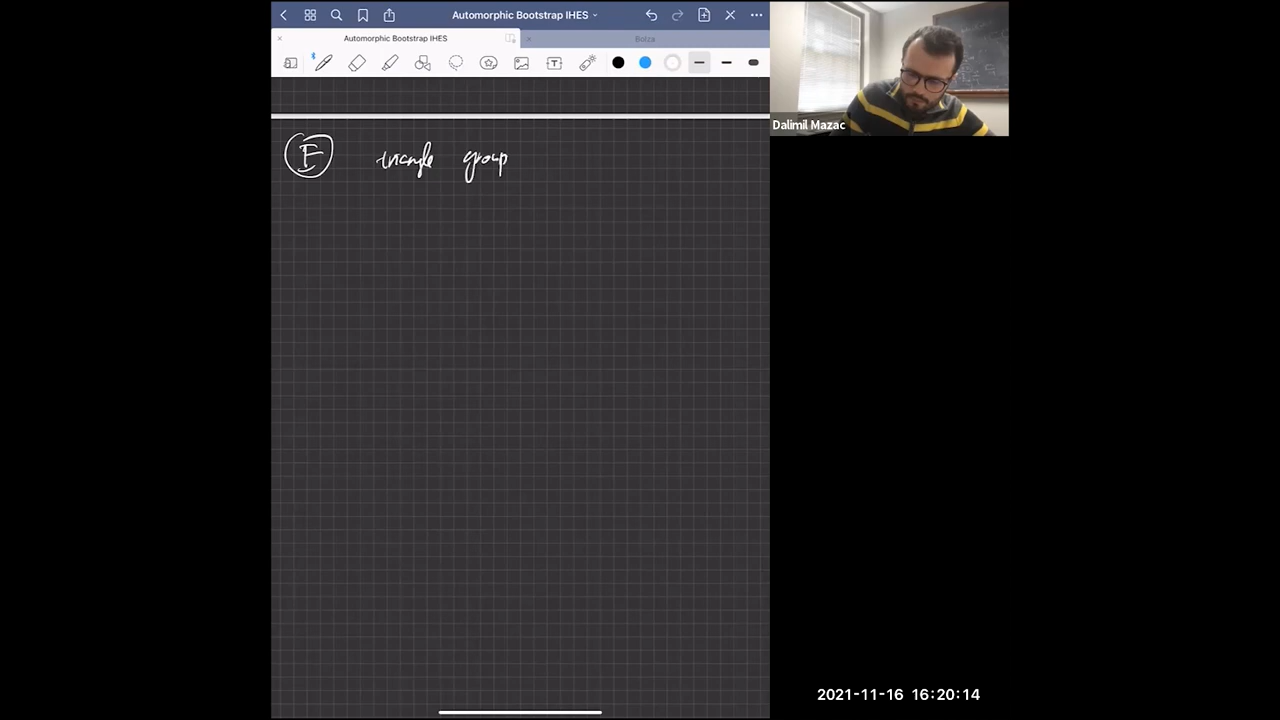 Automorphic Bootstrap IHES
Automorphic Bootstrap IHES
Bolza
Dalimil Mazac
E triangle group
2021-11-16 16:20:14